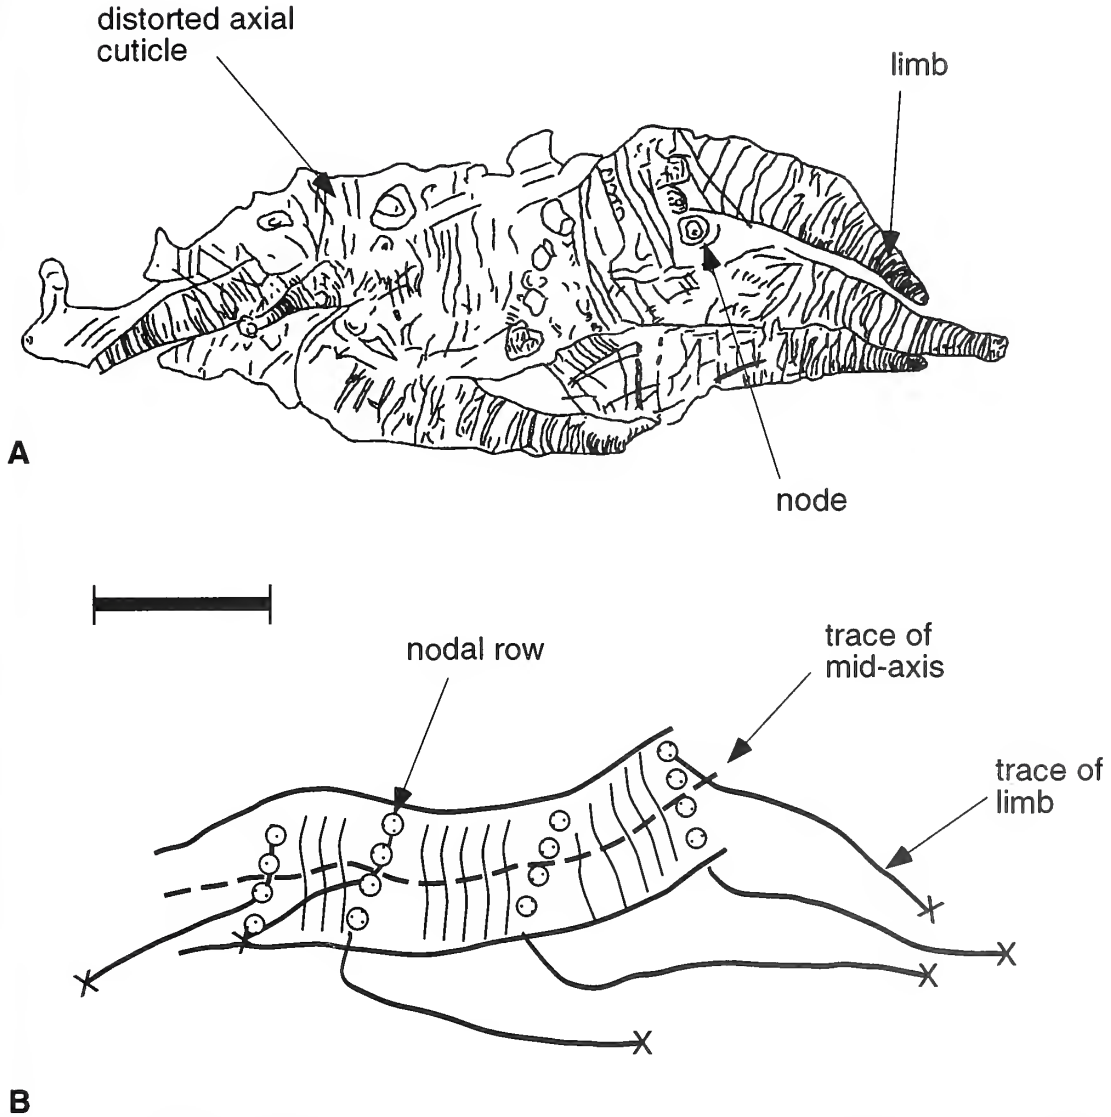 distorted axial
cuticle
limb
A
node
nodal row
trace of
mid-axis
trace of
limb
B